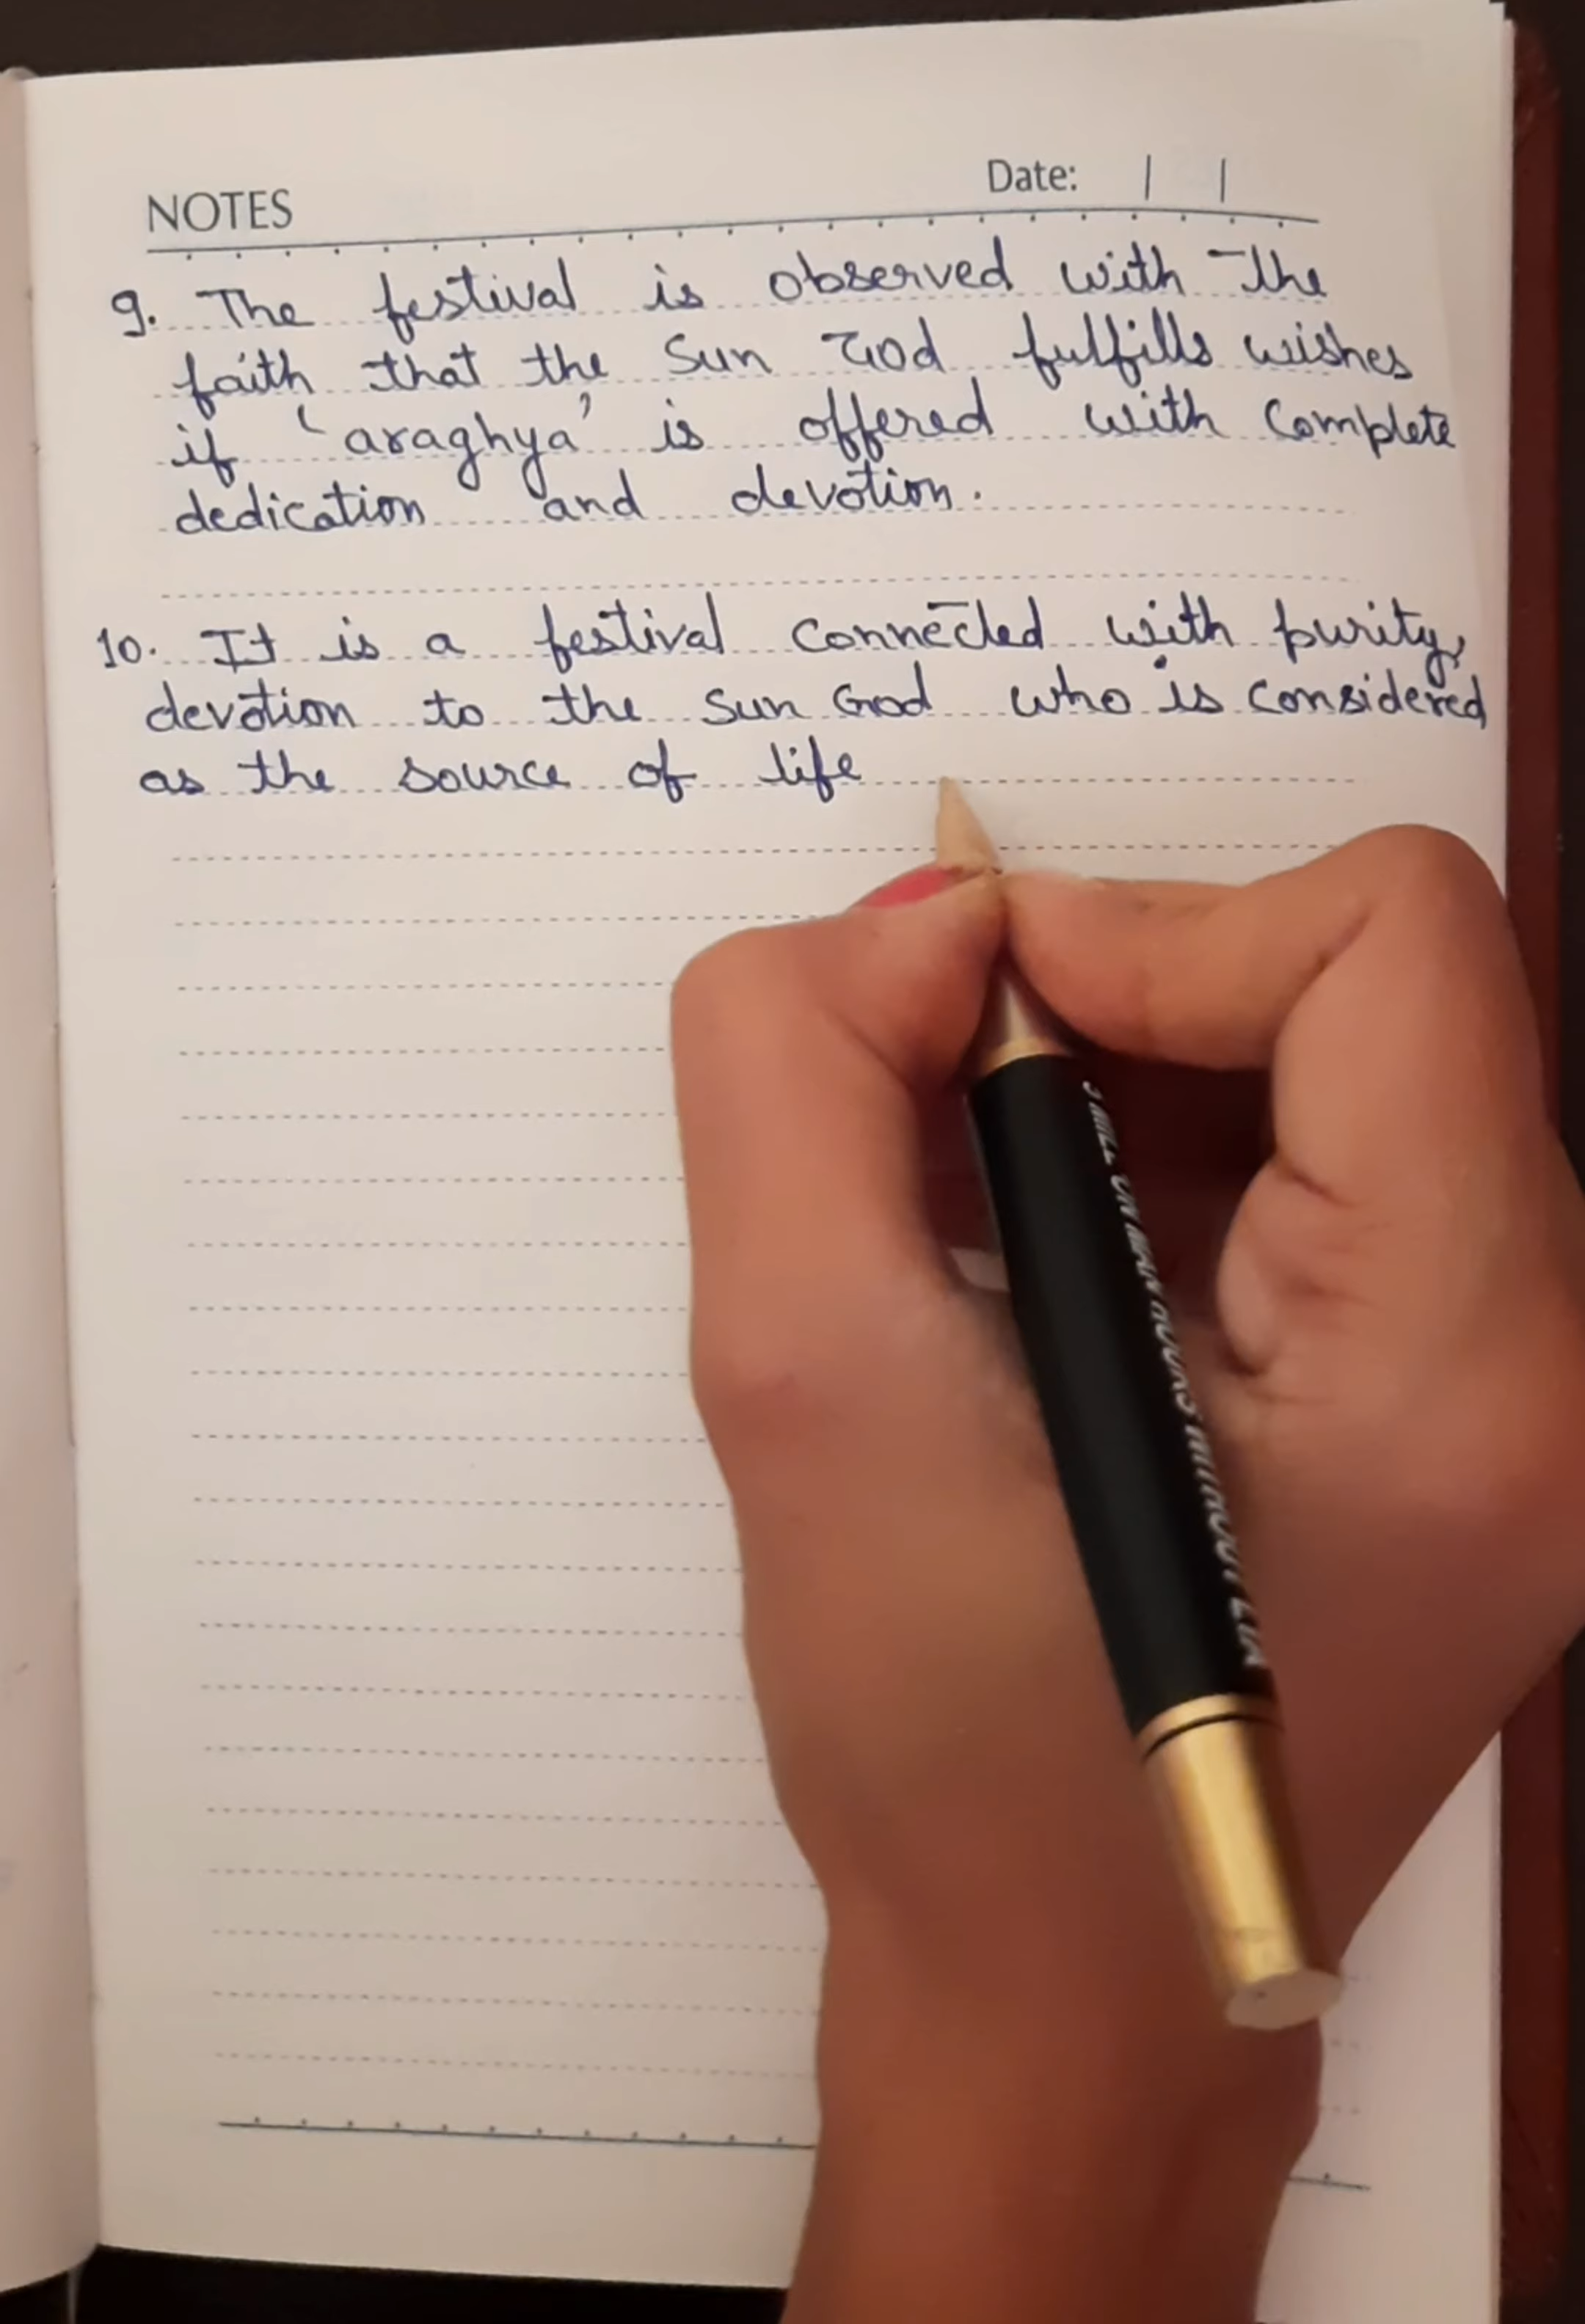 NOTES
Date: | |
9. The festival is observed with the
faith that the Sun God fulfills wishes
if 'araghya' is offered with complete
dedication and devotion.
10. It is a festival connected with purity,
devotion to the Sun God who is considered
as the source of life